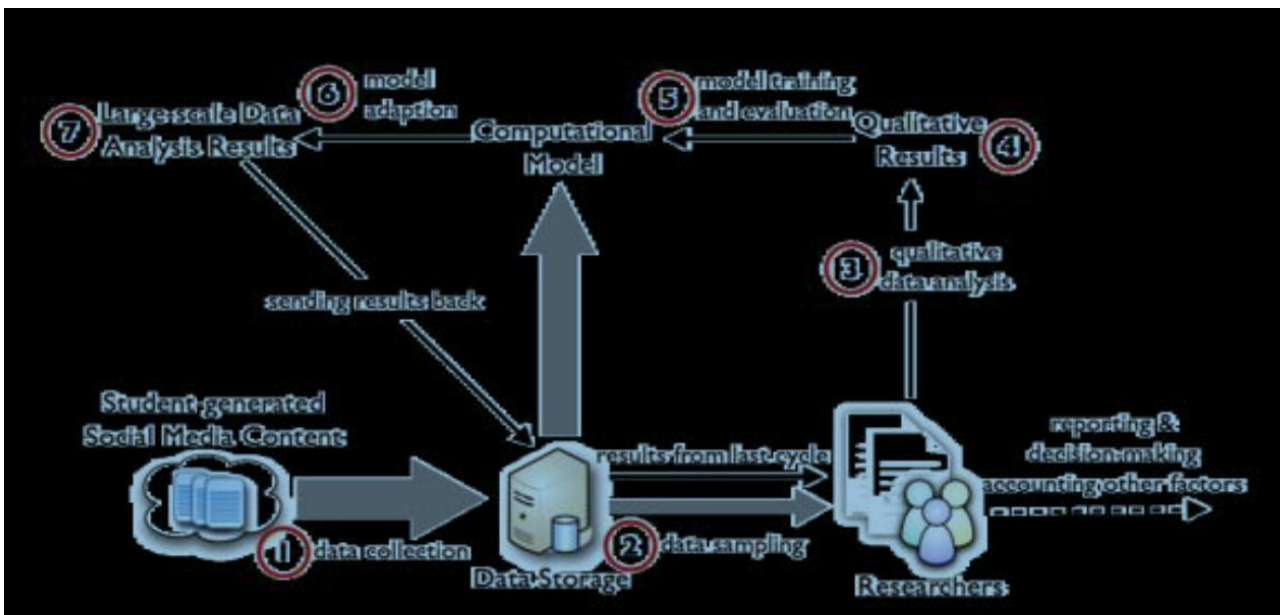 6
model
adaption
7
Large-scale Data
Analysis Results
Computational
Model
5
model training
and evaluation
Qualitative
Results
4
3
qualitative
data analysis
sending results back
Student-generated
Social Media Content
1
data collection
results from last cycle
2
data sampling
Data Storage
reporting &
decision-making
accounting other factors
Researchers